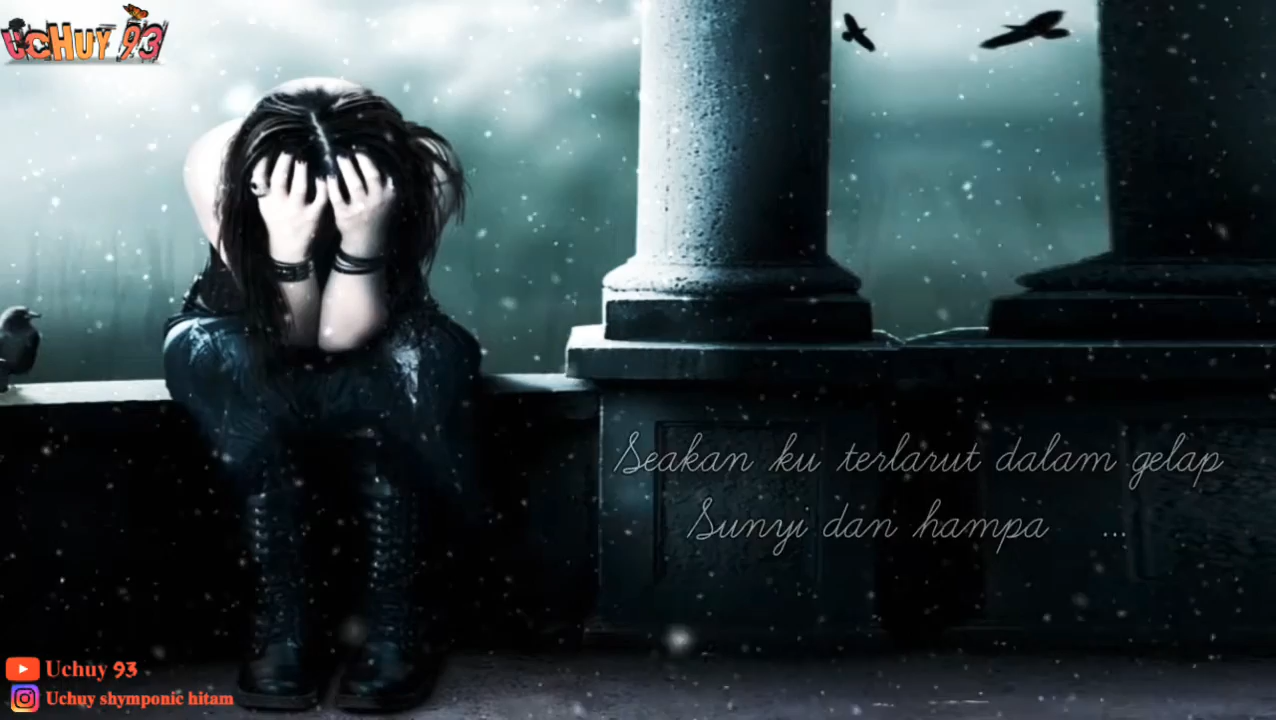 UCHUY 93
Seakan ku terlarut dalam gelap
Sunyi dan hampa ...
Uchuy 93
Uchuy shymponic hitam